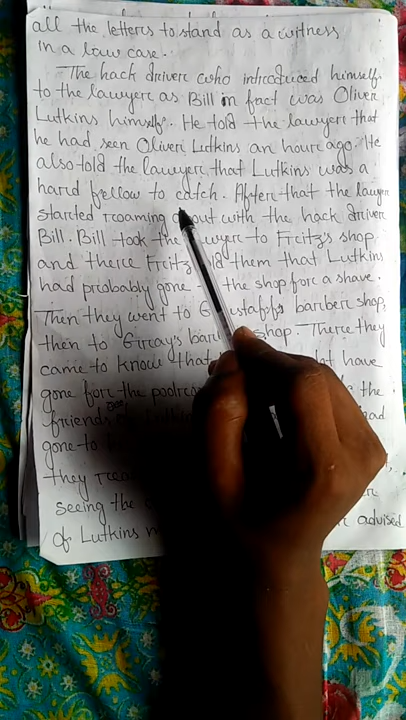 all the letters to stand as a witness
in a law case.
The hack driver who introduced himself
to the lawyer as Bill in fact was Oliver
Lutkins himself. He told the lawyer that
he had seen Oliver Lutkins an hour ago. He
also told the lawyer that Lutkins was a
hard fellow to catch. After that the lawyer
started roaming about with the hack driver
Bill. Bill took the lawyer to Fritz's shop
and there Fritz told them that Lutkins
had probably gone the shop for a shave.
Then they went to Gustaff's barber shop,
then to Gray's shop. There they
came to know that have
gone for the the
friends had
gone to
they
seeing the
of Lutkins advised